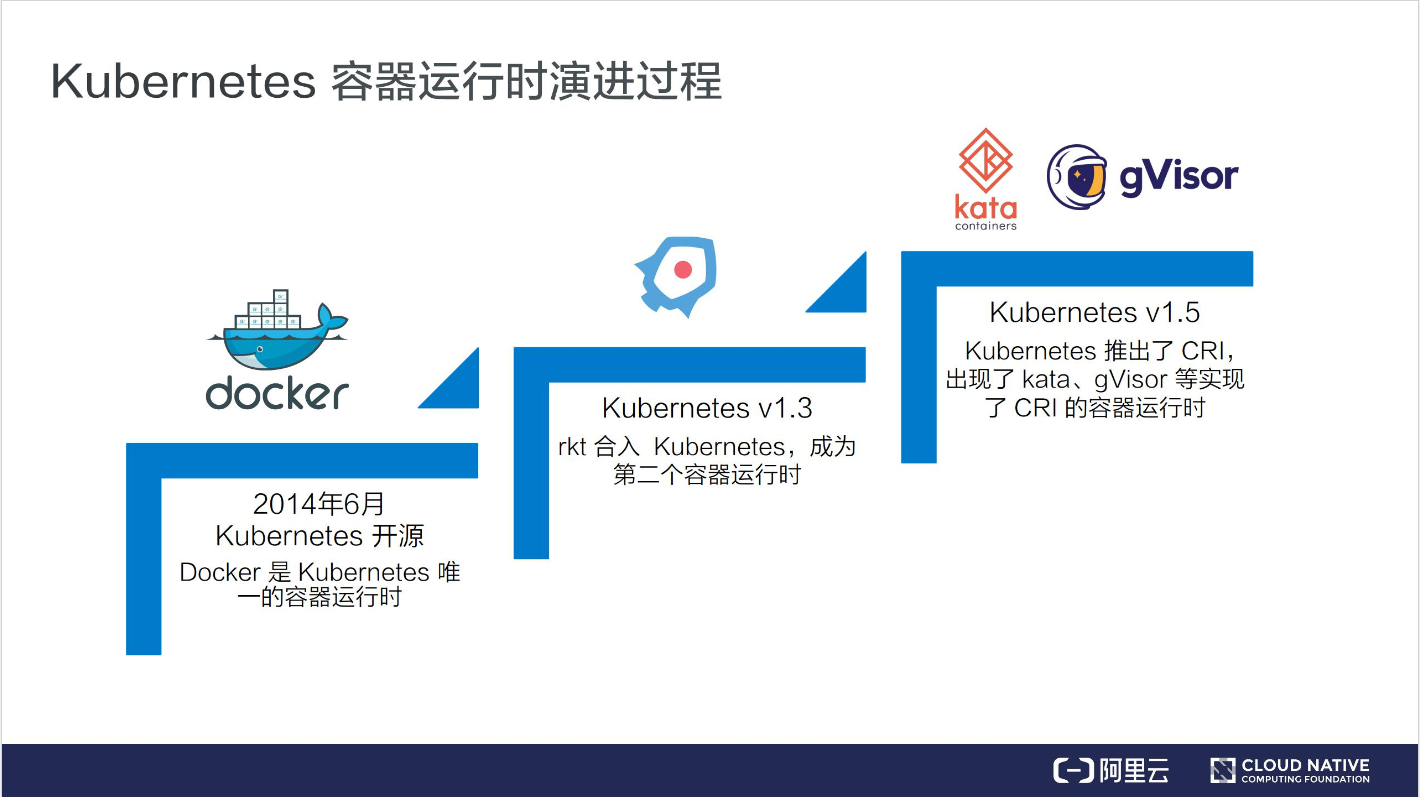 Kubernetes 容器运行时演进过程
kata
containers
gVisor
docker
Kubernetes v1.5
Kubernetes 推出了 CRI，
出现了 kata、gVisor 等实现
了 CRI 的容器运行时
Kubernetes v1.3
rkt 合入 Kubernetes，成为
第二个容器运行时
2014年6月
Kubernetes 开源
Docker 是 Kubernetes 唯
一的容器运行时
阿里云
CLOUD NATIVE
COMPUTING FOUNDATION